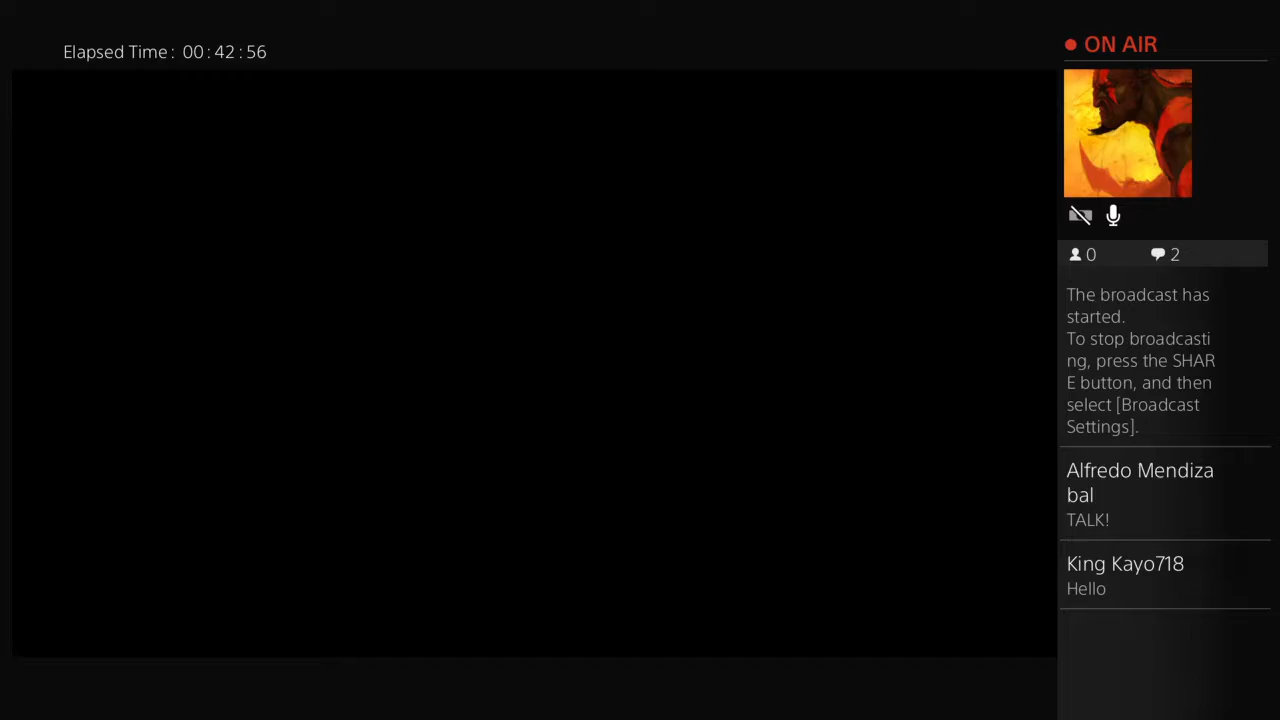 Elapsed Time: 00:42:56
ON AIR
0 2
The broadcast has
started.
To stop broadcasti
ng, press the SHAR
E button, and then
select [Broadcast
Settings].
Alfredo Mendiza
bal
TALK!
King Kayo718
Hello